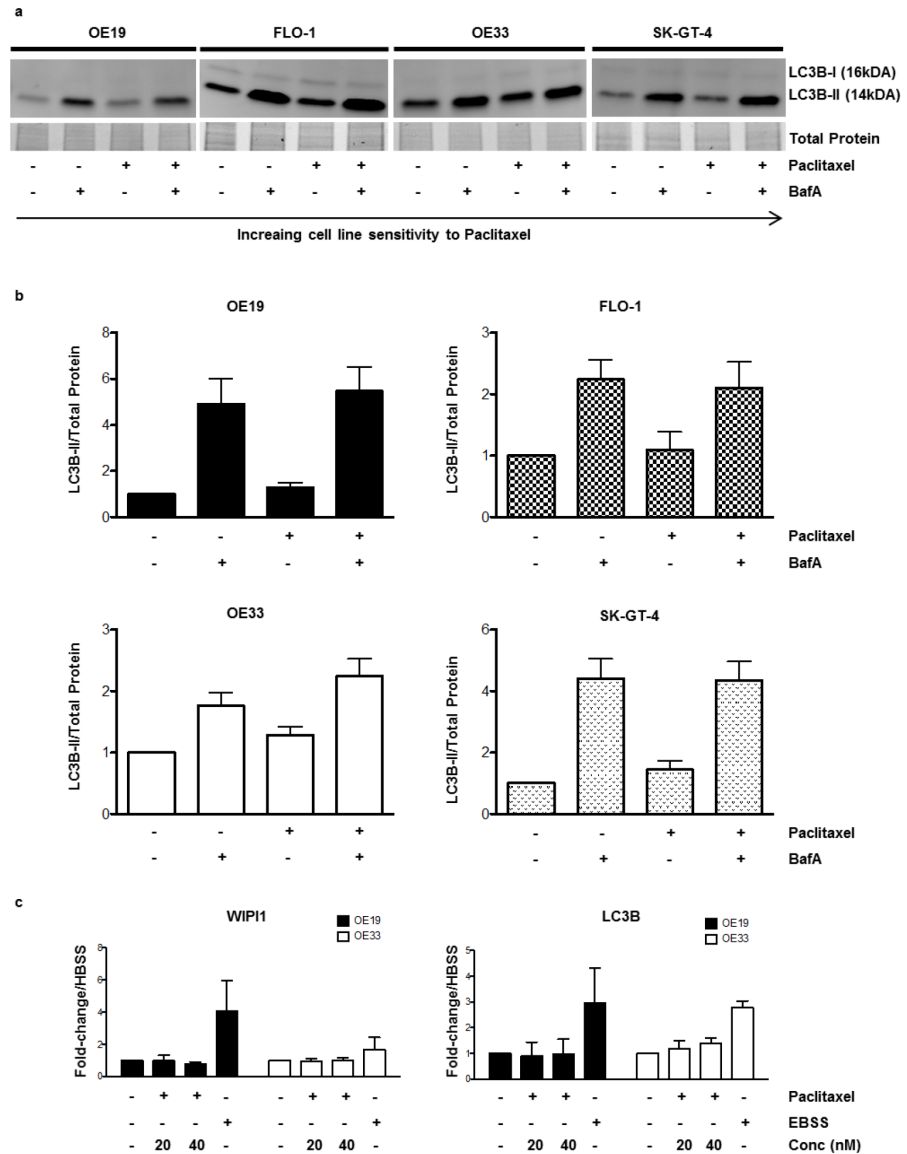 a
OE19 FLO-1 OE33 SK-GT-4
LC3B-I (16kDA)
LC3B-II (14kDA)
Total Protein
- - + + - - + + - - + + - - + + Paclitaxel
- + - + - + - + - + - + - + - + BafA
Increaing cell line sensitivity to Paclitaxel
b
OE19
LC3B-II/Total Protein
8
6
4
2
0
FLO-1
LC3B-II/Total Protein
3
2
1
0
- - + + - - + + Paclitaxel
- + - + - + - + BafA
OE33
LC3B-II/Total Protein
3
2
1
0
SK-GT-4
LC3B-II/Total Protein
6
4
2
0
- - + + - - + + Paclitaxel
- + - + - + - + BafA
c
WIPI1
OE19
OE33
Fold-change/HBSS
8
6
4
2
0
LC3B
OE19
OE33
Fold-change/HBSS
5
4
3
2
1
0
- + + - - + + - - + + - - + + - Paclitaxel
- - - + - - - + - - - + - - - + EBSS
- 20 40 - - 20 40 - - 20 40 - - 20 40 - Conc (nM)